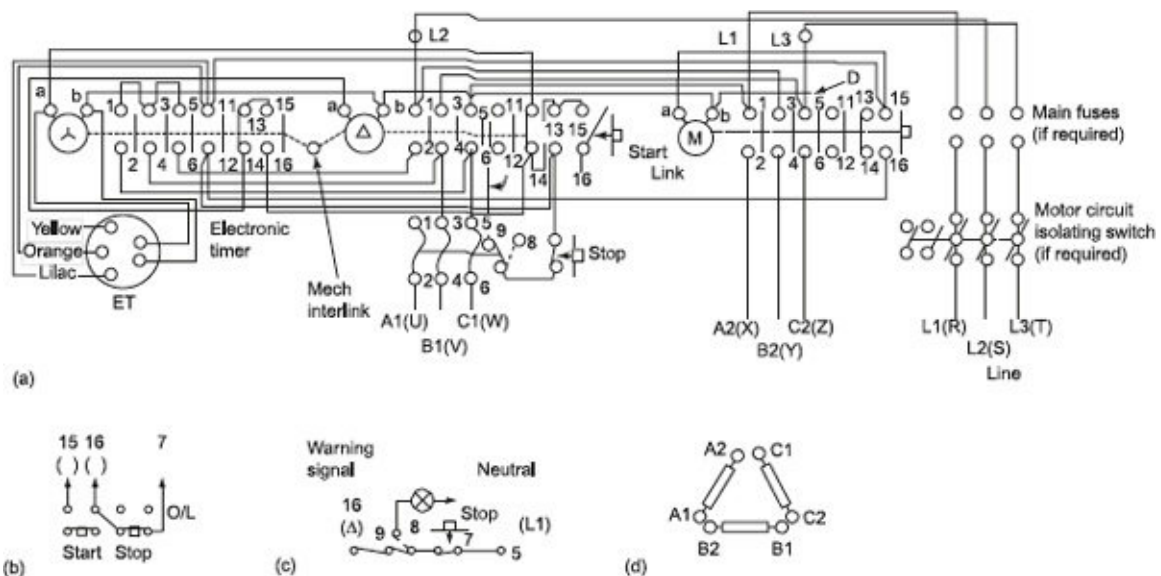 L2 L1 L3 D
a b 1 3 5 11 15 a b 1 3 5 11 a b 1 3 5 11 13 15
13 13 15
Δ M
Main fuses
(if required)
2 4 6 12 14 16 2 4 6 12 14 16 2 4 6 12 14 16
Start
Link
Yellow
Orange
Lilac
ET
Electronic
timer
Mech
interlink
1 3 5 9 8
Stop
2 4 6
Motor circuit
isolating switch
(if required)
A1(U) C1(W)
B1(V)
A2(X) C2(Z)
B2(Y)
L1(R) L3(T)
L2(S)
Line
(a)
15 16 7
( ) ( )
O/L
Start Stop
(b)
Warning
signal
Neutral
16
(Δ)
9 8 Stop 7 (L1)
5
(c)
A2 C1
A1 C2
B2 B1
(d)